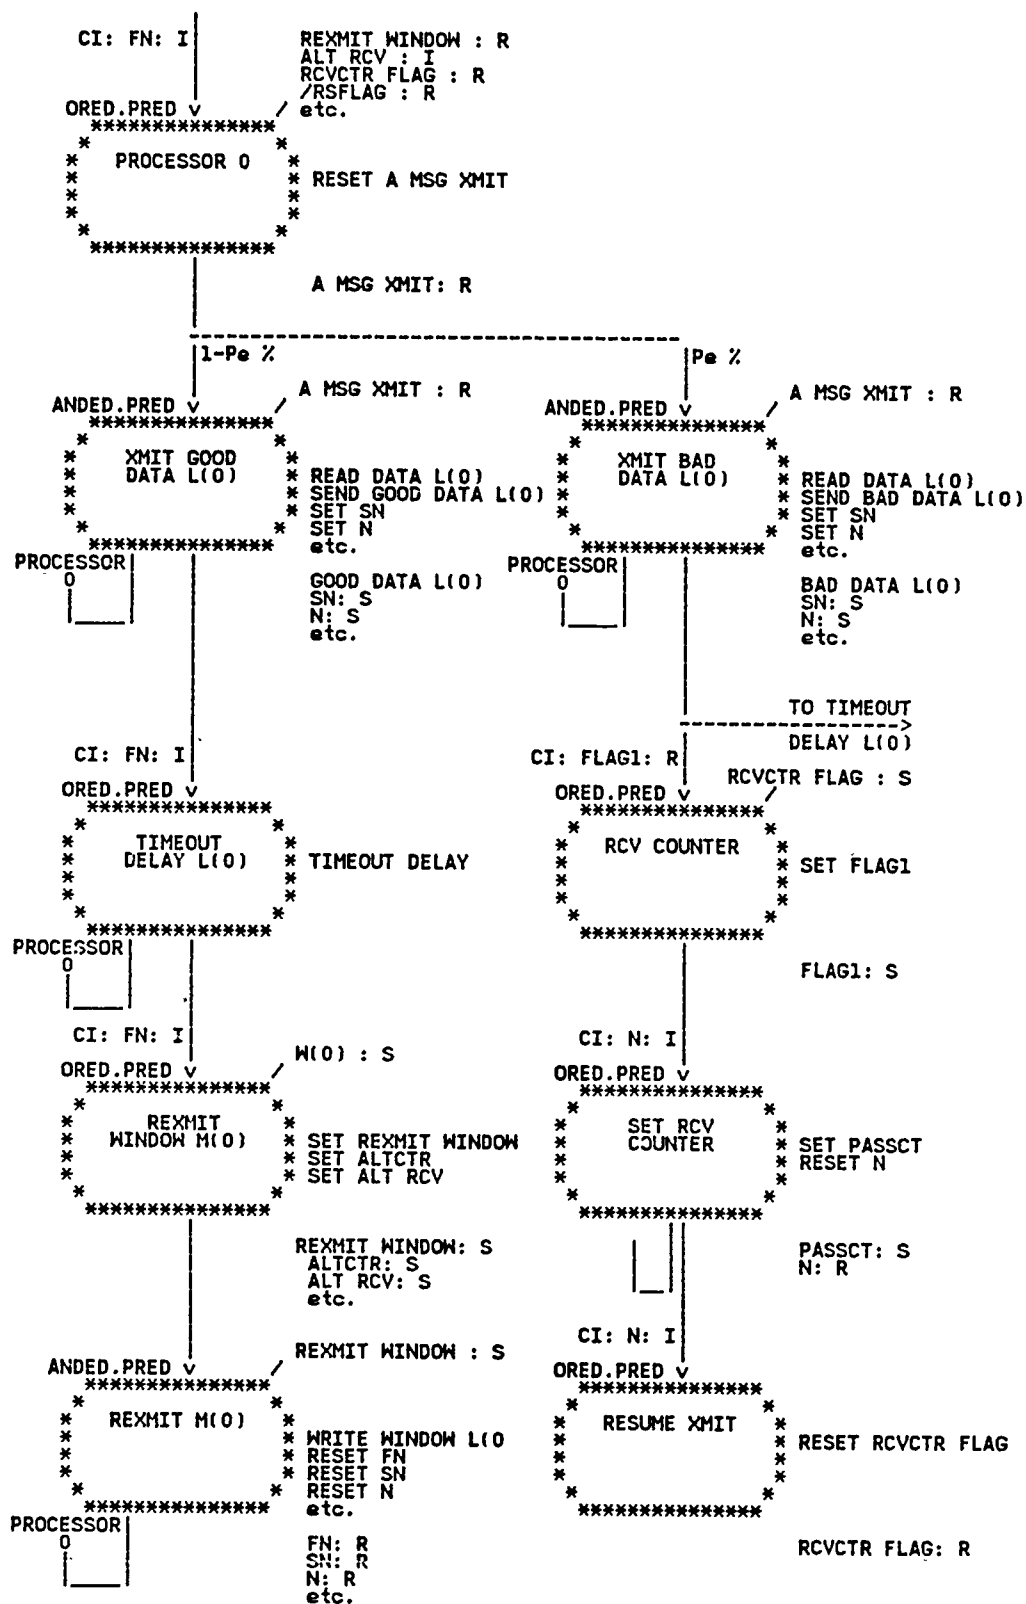 CI: FN: I
REXMIT WINDOW : R
ALT RCV : I
RCVCTR FLAG : R
/RSFLAG : R
etc.
ORED.PRED
PROCESSOR 0
RESET A MSG XMIT
A MSG XMIT: R
1-Pe %
Pe %
A MSG XMIT : R
ANDED.PRED
XMIT GOOD
DATA L(0)
READ DATA L(0)
SEND GOOD DATA L(0)
SET SN
SET N
etc.
PROCESSOR
0
GOOD DATA L(0)
SN: S
N: S
etc.
A MSG XMIT : R
ANDED.PRED
XMIT BAD
DATA L(0)
READ DATA L(0)
SEND BAD DATA L(0)
SET SN
SET N
etc.
PROCESSOR
0
BAD DATA L(0)
SN: S
N: S
etc.
TO TIMEOUT
DELAY L(0)
CI: FN: I
ORED.PRED
TIMEOUT
DELAY L(0)
TIMEOUT DELAY
PROCESSOR
0
CI: FLAG1: R
RCVCTR FLAG : S
ORED.PRED
RCV COUNTER
SET FLAG1
FLAG1: S
CI: FN: I
W(0) : S
ORED.PRED
REXMIT
WINDOW M(0)
SET REXMIT WINDOW
SET ALTCTR
SET ALT RCV
REXMIT WINDOW: S
ALTCTR: S
ALT RCV: S
etc.
CI: N: I
ORED.PRED
SET RCV
COUNTER
SET PASSCT
RESET N
PASSCT: S
N: R
REXMIT WINDOW : S
ANDED.PRED
REXMIT M(0)
WRITE WINDOW L(0
RESET FN
RESET SN
RESET N
etc.
PROCESSOR
0
FN: R
SN: R
N: R
etc.
CI: N: I
ORED.PRED
RESUME XMIT
RESET RCVCTR FLAG
RCVCTR FLAG: R